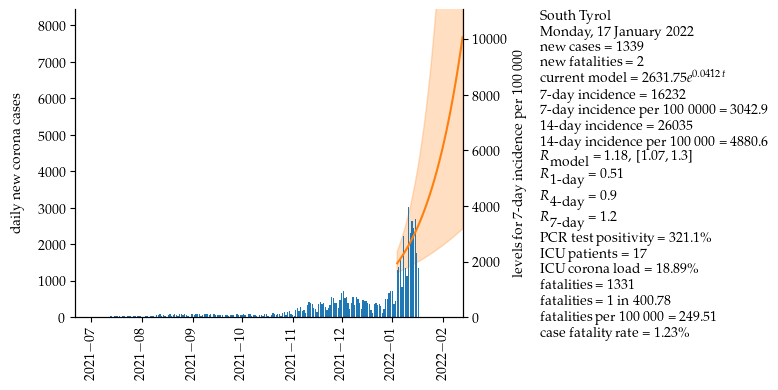 8000
7000
6000
5000
4000
3000
2000
1000
0
daily new corona cases
2021−07
2021−08
2021−09
2021−10
2021−11
2021−12
2022−01
2022−02
10000
8000
6000
4000
2000
0
levels for 7-day incidence per 100 000
South Tyrol
Monday, 17 January 2022
new cases = 1339
new fatalities = 2
current model = 2631.75e^0.0412 t
7-day incidence = 16232
7-day incidence per 100 0000 = 3042.9
14-day incidence = 26035
14-day incidence per 100 000 = 4880.6
R model = 1.18, [1.07, 1.3]
R 1-day = 0.51
R 4-day = 0.9
R 7-day = 1.2
PCR test positivity = 321.1%
ICU patients = 17
ICU corona load = 18.89%
fatalities = 1331
fatalities = 1 in 400.78
fatalities per 100 000 = 249.51
case fatality rate = 1.23%